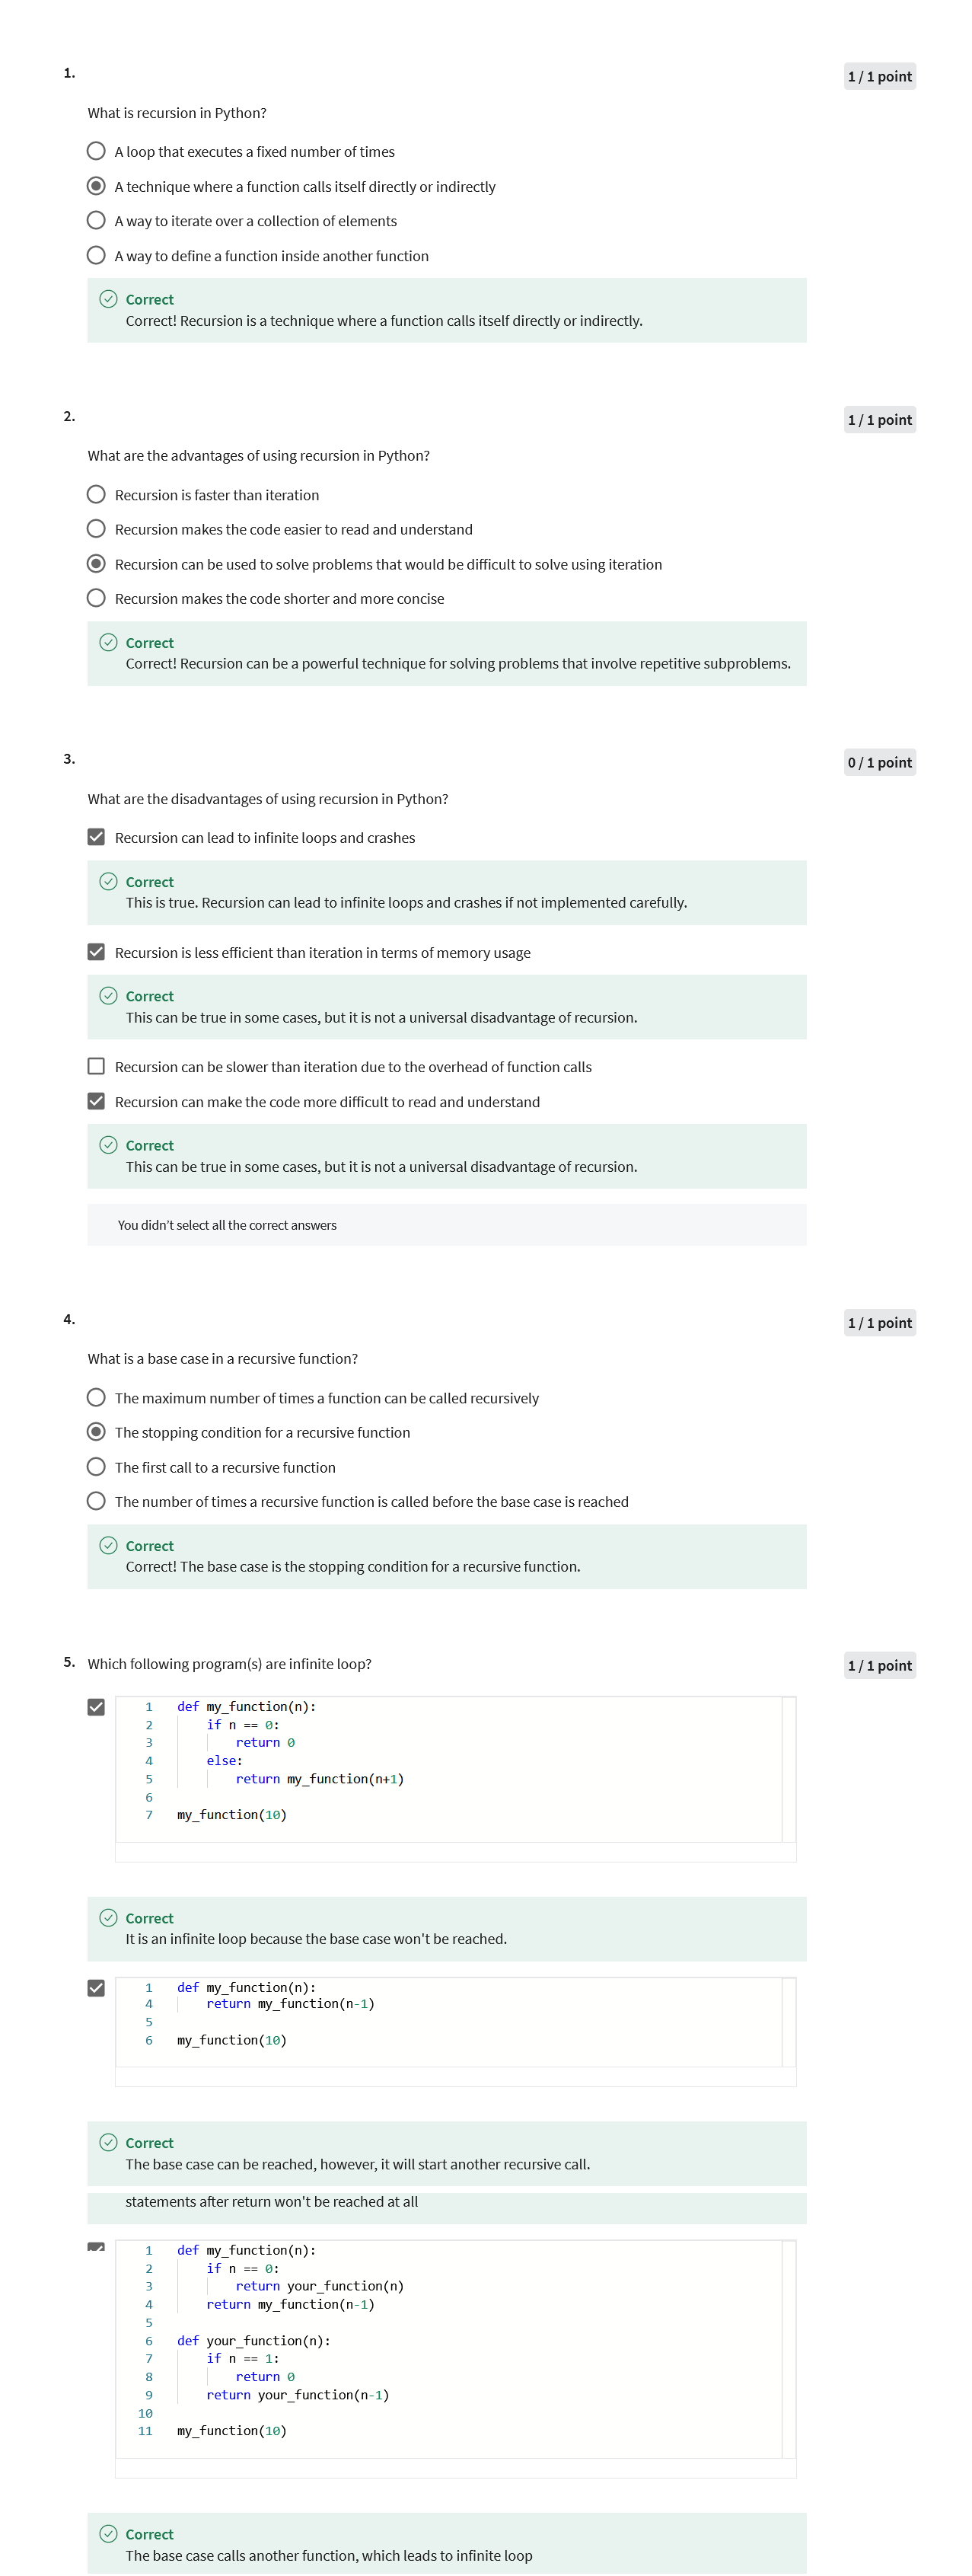 1.
1 / 1 point
What is recursion in Python?
A loop that executes a fixed number of times
A technique where a function calls itself directly or indirectly
A way to iterate over a collection of elements
A way to define a function inside another function
Correct
Correct! Recursion is a technique where a function calls itself directly or indirectly.
2.
1 / 1 point
What are the advantages of using recursion in Python?
Recursion is faster than iteration
Recursion makes the code easier to read and understand
Recursion can be used to solve problems that would be difficult to solve using iteration
Recursion makes the code shorter and more concise
Correct
Correct! Recursion can be a powerful technique for solving problems that involve repetitive subproblems.
3.
0 / 1 point
What are the disadvantages of using recursion in Python?
Recursion can lead to infinite loops and crashes
Correct
This is true. Recursion can lead to infinite loops and crashes if not implemented carefully.
Recursion is less efficient than iteration in terms of memory usage
Correct
This can be true in some cases, but it is not a universal disadvantage of recursion.
Recursion can be slower than iteration due to the overhead of function calls
Recursion can make the code more difficult to read and understand
Correct
This can be true in some cases, but it is not a universal disadvantage of recursion.
You didn't select all the correct answers
4.
1 / 1 point
What is a base case in a recursive function?
The maximum number of times a function can be called recursively
The stopping condition for a recursive function
The first call to a recursive function
The number of times a recursive function is called before the base case is reached
Correct
Correct! The base case is the stopping condition for a recursive function.
5. Which following program(s) are infinite loop?
1 / 1 point
1 def my_function(n):
2 if n == 0:
3 return 0
4 else:
5 return my_function(n+1)
6
7 my_function(10)
Correct
It is an infinite loop because the base case won't be reached.
1 def my_function(n):
4 return my_function(n-1)
5
6 my_function(10)
Correct
The base case can be reached, however, it will start another recursive call.
statements after return won't be reached at all
1 def my_function(n):
2 if n == 0:
3 return your_function(n)
4 return my_function(n-1)
5
6 def your_function(n):
7 if n == 1:
8 return 0
9 return your_function(n-1)
10
11 my_function(10)
Correct
The base case calls another function, which leads to infinite loop